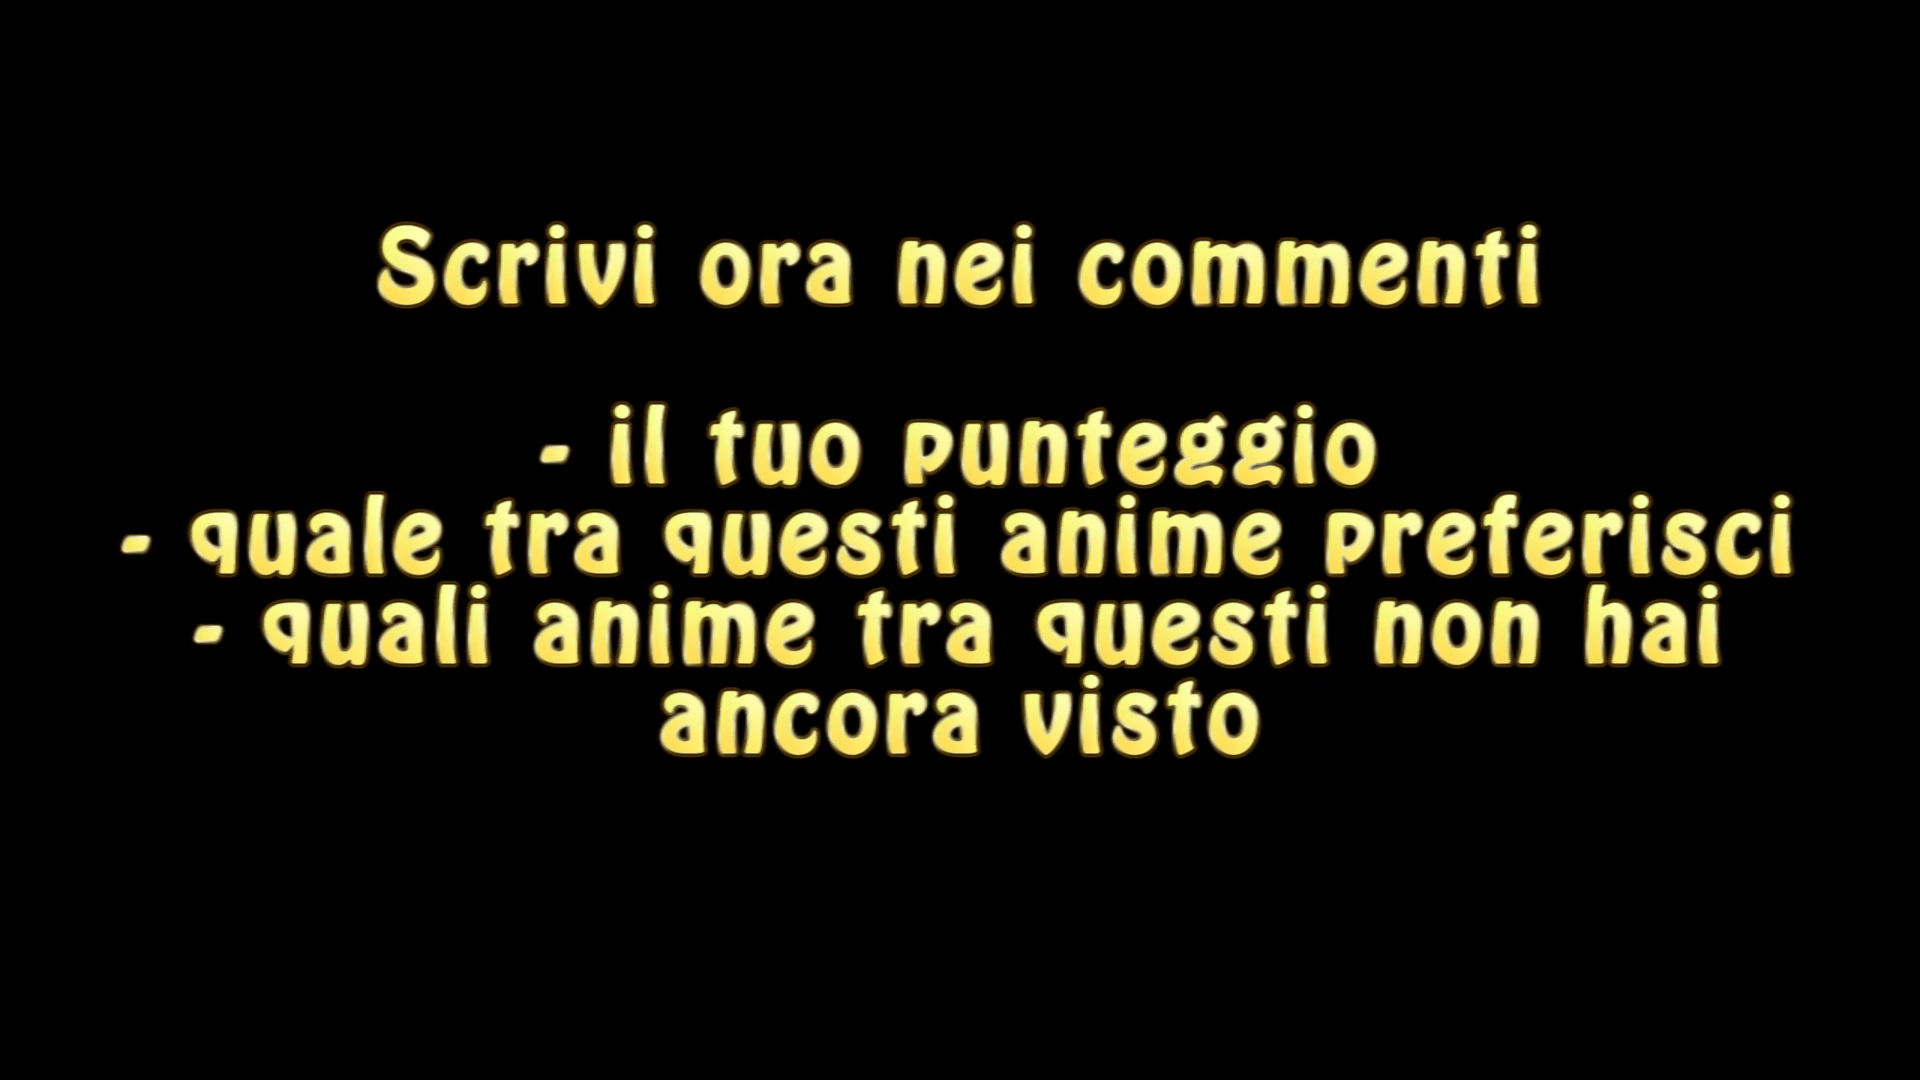 Scrivi ora nei commenti
- il tuo punteggio
- quale tra questi anime preferisci
- quali anime tra questi non hai
ancora visto